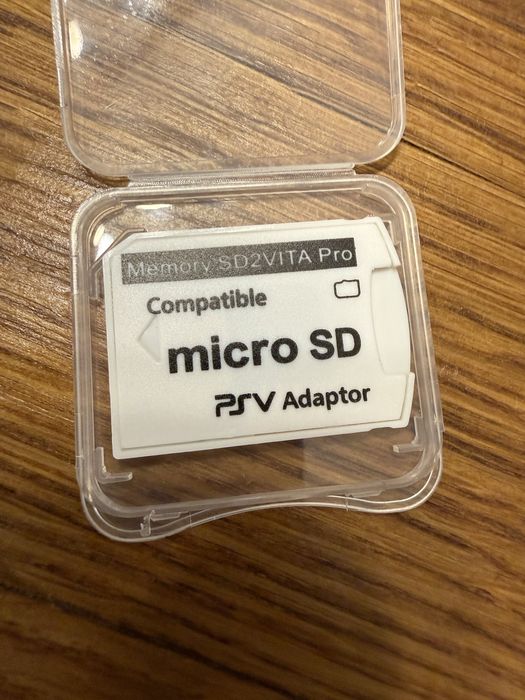 Memory SD2VITA Pro
Compatible
micro SD
PSV Adaptor